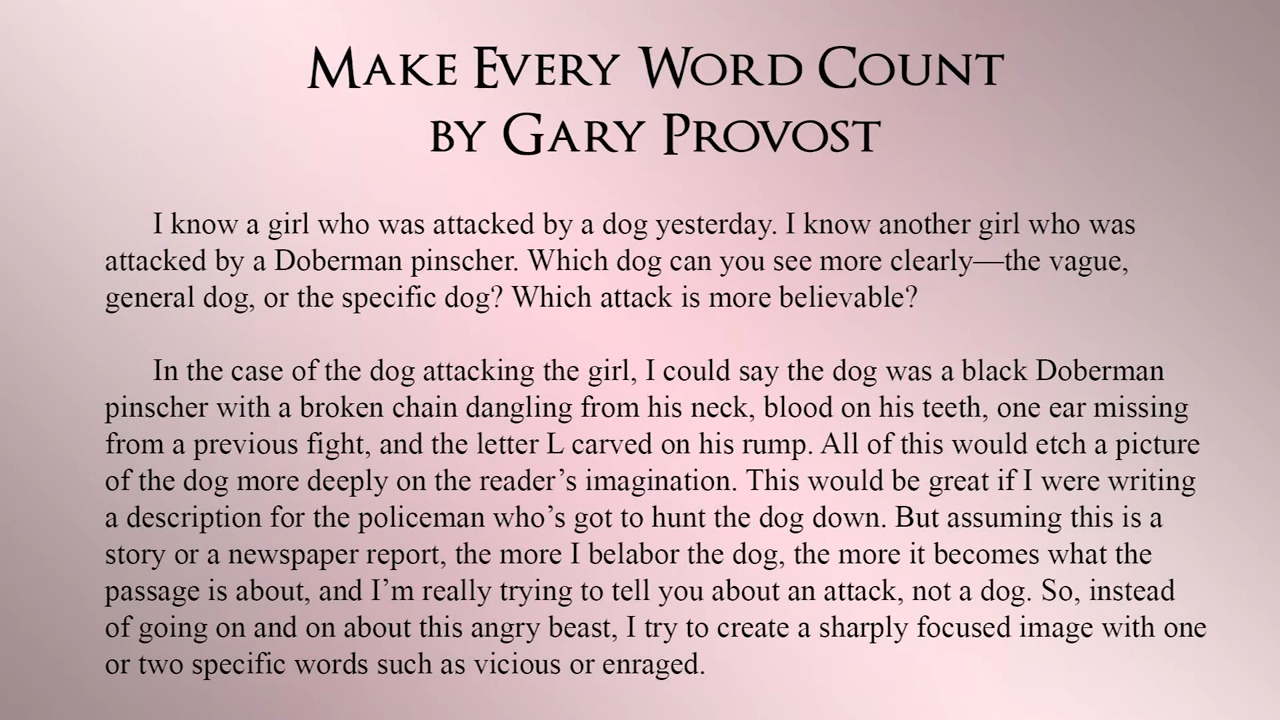 Make Every Word Count
by Gary Provost
I know a girl who was attacked by a dog yesterday. I know another girl who was
attacked by a Doberman pinscher. Which dog can you see more clearly—the vague,
general dog, or the specific dog? Which attack is more believable?
In the case of the dog attacking the girl, I could say the dog was a black Doberman
pinscher with a broken chain dangling from his neck, blood on his teeth, one ear missing
from a previous fight, and the letter L carved on his rump. All of this would etch a picture
of the dog more deeply on the reader’s imagination. This would be great if I were writing
a description for the policeman who’s got to hunt the dog down. But assuming this is a
story or a newspaper report, the more I belabor the dog, the more it becomes what the
passage is about, and I’m really trying to tell you about an attack, not a dog. So, instead
of going on and on about this angry beast, I try to create a sharply focused image with one
or two specific words such as vicious or enraged.